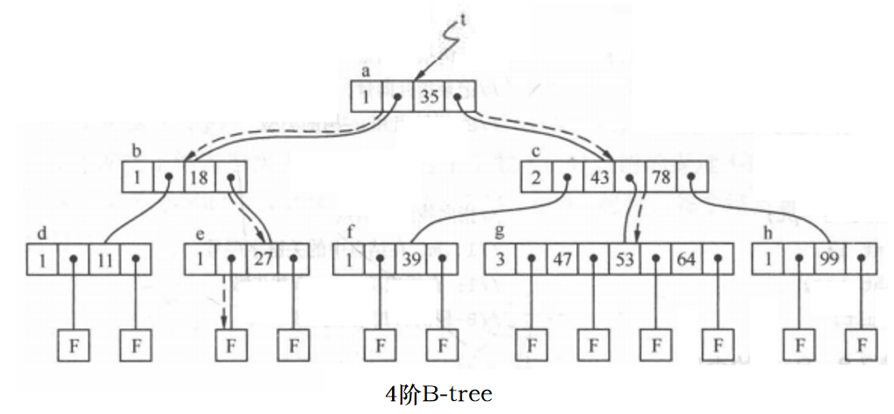 t
a
1 35
b c
1 18 2 43 78
d e f g h
1 11 1 27 1 39 3 47 53 64 1 99
F F F F F F F F F F F F
4阶B-tree